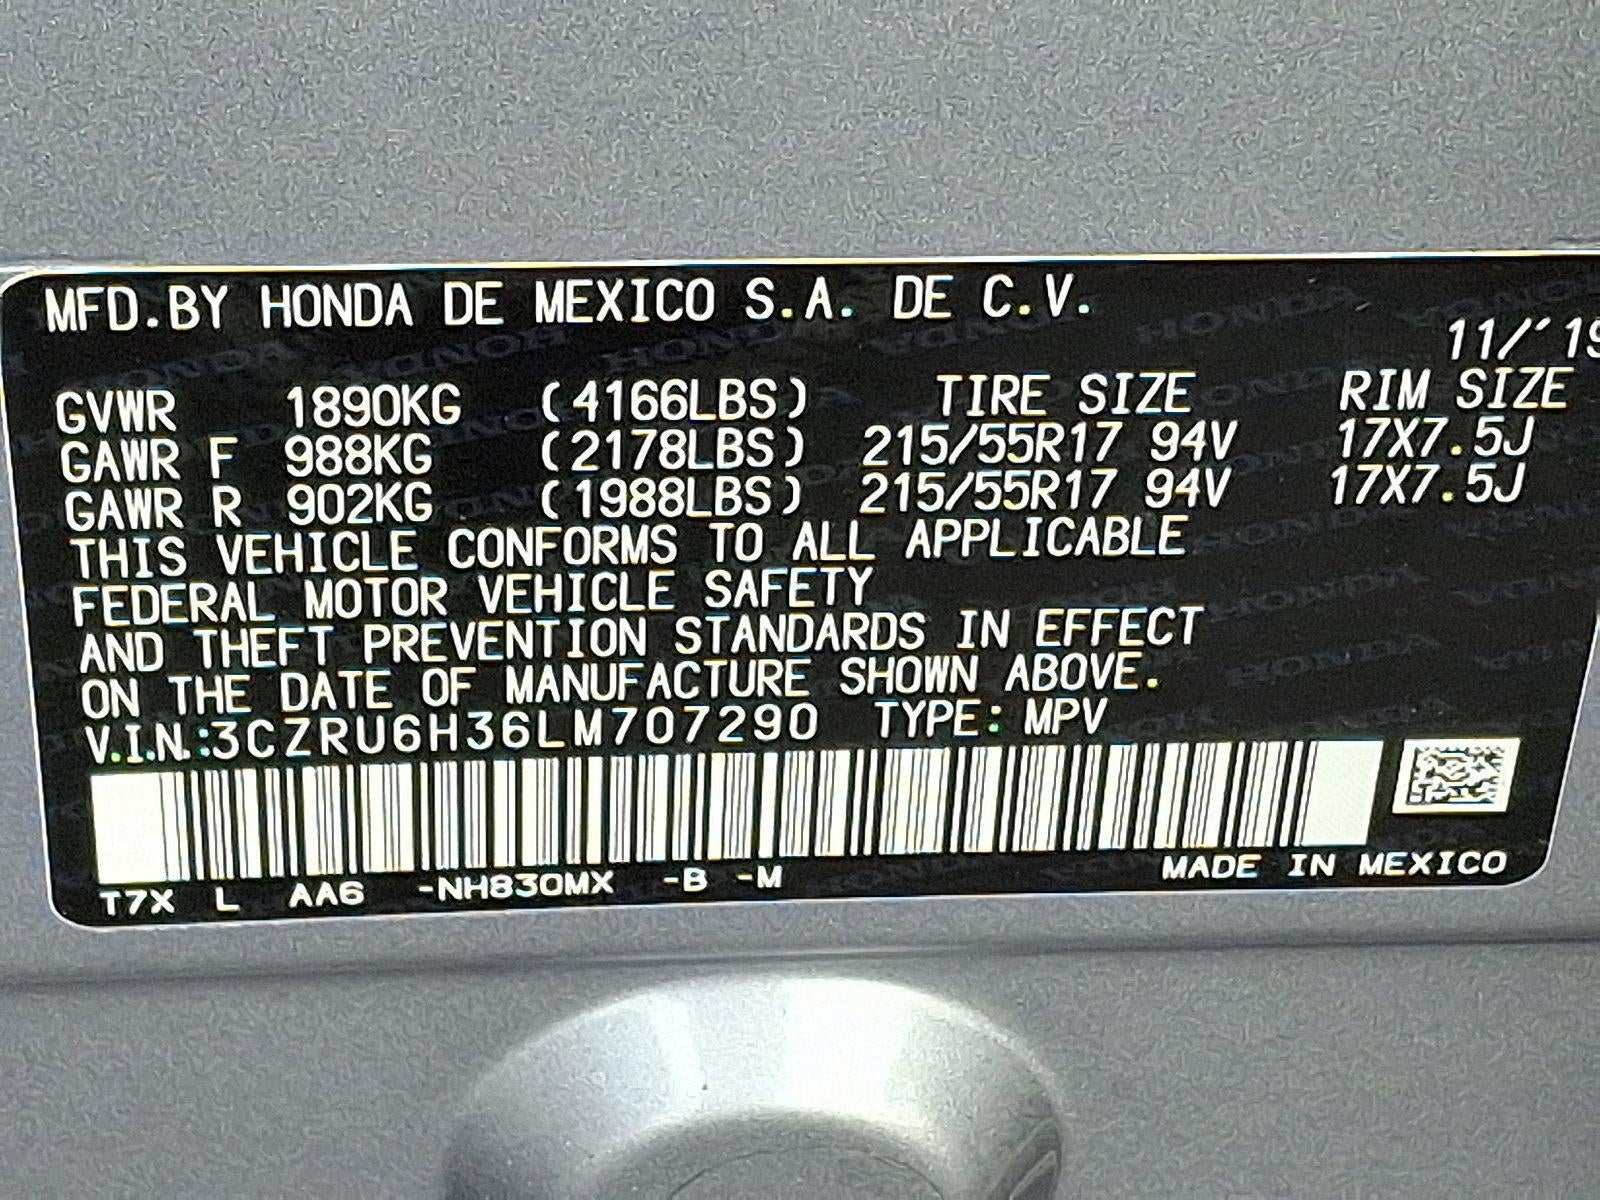 MFD.BY HONDA DE MEXICO S.A. DE C.V.
11/'19
GVWR 1890KG (4166LBS) TIRE SIZE RIM SIZE
GAWR F 988KG (2178LBS) 215/55R17 94V 17X7.5J
GAWR R 902KG (1988LBS) 215/55R17 94V 17X7.5J
THIS VEHICLE CONFORMS TO ALL APPLICABLE
FEDERAL MOTOR VEHICLE SAFETY
AND THEFT PREVENTION STANDARDS IN EFFECT
ON THE DATE OF MANUFACTURE SHOWN ABOVE.
V.I.N.:3CZRU6H36LM707290 TYPE: MPV
T7X L AA6 -NH830MX -B -M MADE IN MEXICO